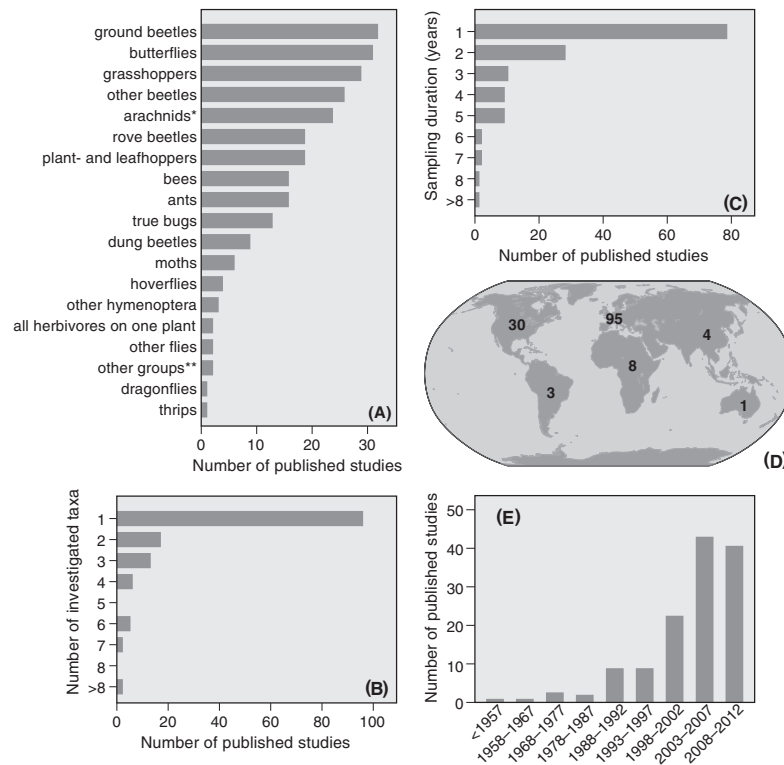 ground beetles
butterflies
grasshoppers
other beetles
arachnids*
rove beetles
plant- and leafhoppers
bees
ants
true bugs
dung beetles
moths
hoverflies
other hymenoptera
all herbivores on one plant
other flies
other groups**
dragonflies
thrips
(A)
0 10 20 30
Number of published studies
Number of investigated taxa
1
2
3
4
5
6
7
8
>8
(B)
0 20 40 60 80 100
Number of published studies
Sampling duration (years)
1
2
3
4
5
6
7
8
>8
(C)
0 20 40 60 80
Number of published studies
30
95
4
8
3
1
(D)
(E)
Number of published studies
50
40
30
20
10
0
<1957
1958–1967
1968–1977
1978–1987
1988–1992
1993–1997
1998–2002
2003–2007
2008–2012